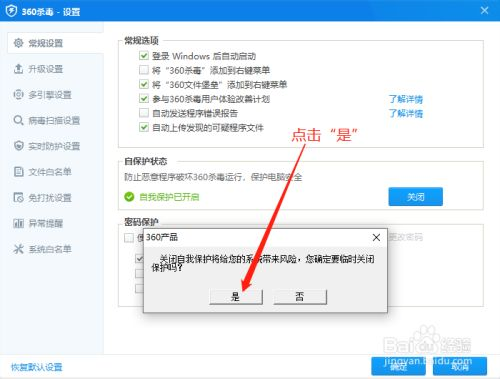 360杀毒 - 设置
常规设置
升级设置
多引擎设置
病毒扫描设置
实时防护设置
文件白名单
免打扰设置
异常提醒
系统白名单
常规选项
登录 Windows 后自动启动
将“360杀毒”添加到右键菜单
将“360文件堡垒”添加到右键菜单
参与360杀毒用户体验改善计划 了解详情
自动发送程序错误报告 了解详情
自动上传发现的可疑程序文件
点击“是”
自保护状态
防止恶意程序破坏360杀毒运行，保护电脑安全
自我保护已开启 关闭
密码保护
更改密码
360产品
关闭自我保护将给您的系统带来风险，您确定要临时关闭
保护吗？
是 否
恢复默认设置 确定 取消
Baidu 经验
jingyan.baidu.com